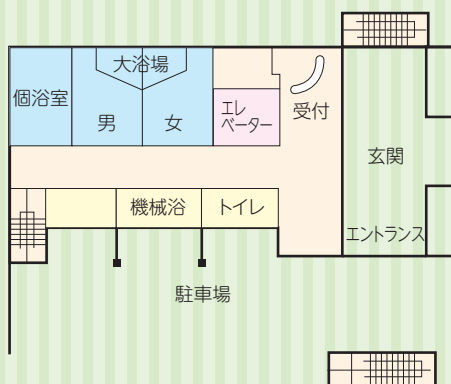 大浴場
個浴室
男
女
エレ
ベーター
受付
玄関
機械浴
トイレ
エントランス
駐車場